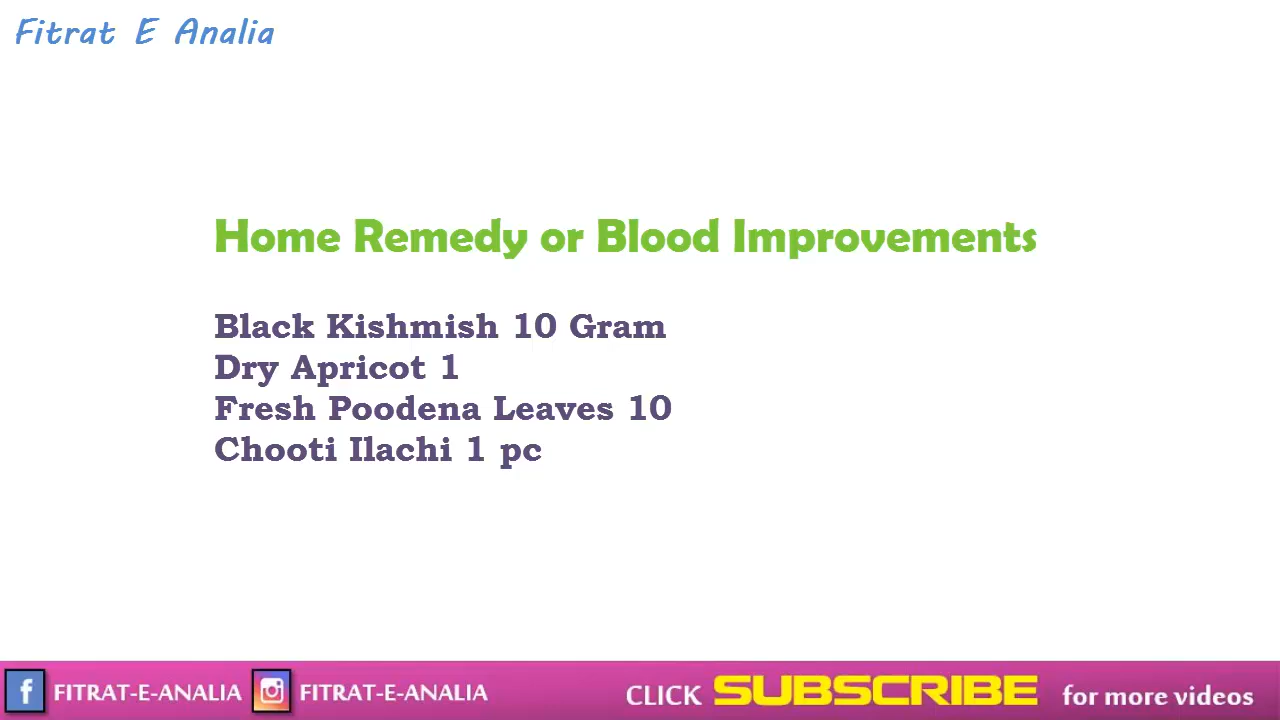 Fitrat E Analia
Home Remedy or Blood Improvements
Black Kishmish 10 Gram
Dry Apricot 1
Fresh Poodena Leaves 10
Chooti Ilachi 1 pc
f FITRAT-E-ANALIA FITRAT-E-ANALIA CLICK SUBSCRIBE for more videos